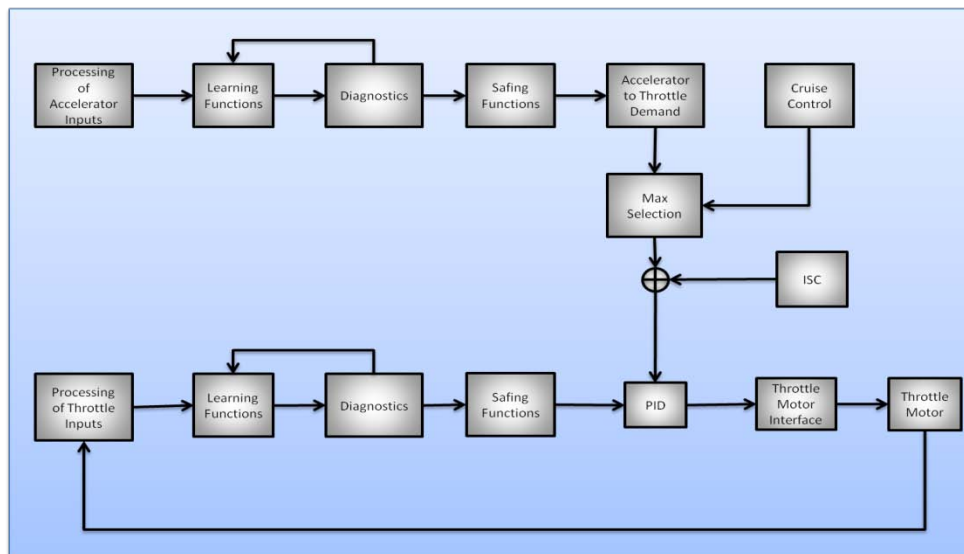 Processing
of
Accelerator
Inputs
Learning
Functions
Diagnostics
Safing
Functions
Accelerator
to Throttle
Demand
Cruise
Control
Max
Selection
ISC
Processing
of Throttle
Inputs
Learning
Functions
Diagnostics
Safing
Functions
PID
Throttle
Motor
Interface
Throttle
Motor